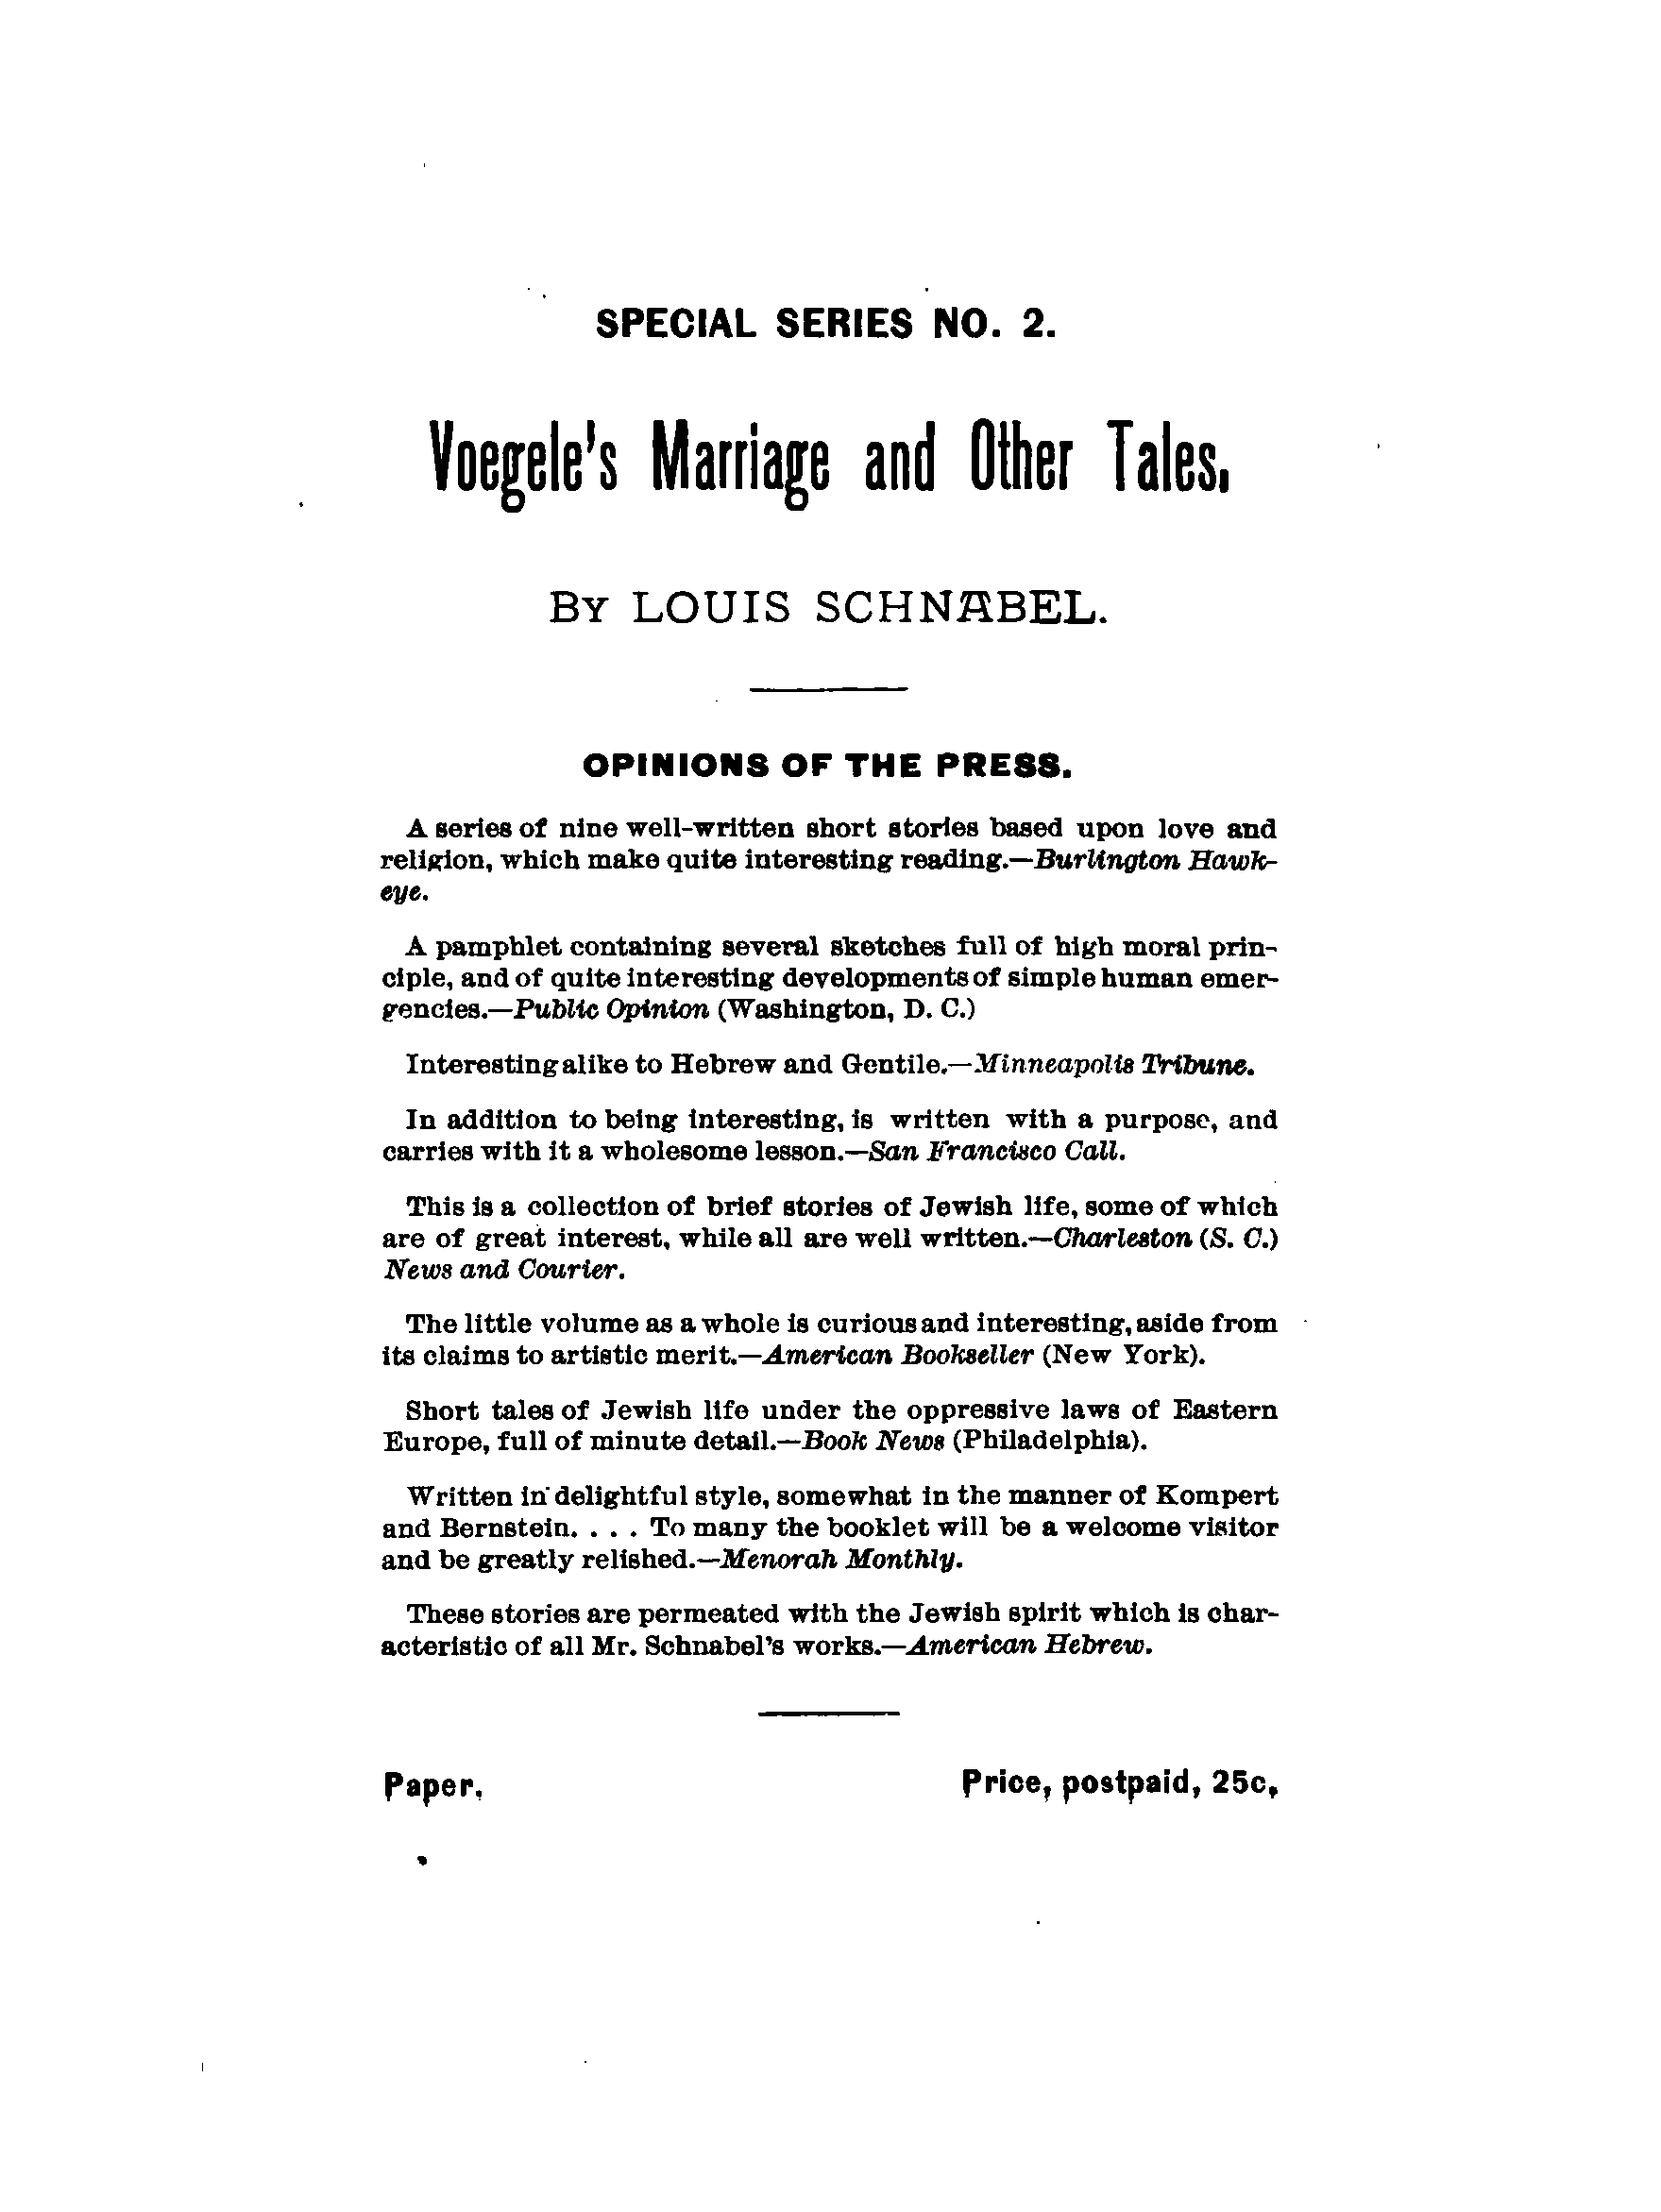 SPECIAL SERIES NO. 2.
Voegele's Marriage and Other Tales,
BY LOUIS SCHNABEL.
OPINIONS OF THE PRESS.
A series of nine well-written short stories based upon love and
religion, which make quite interesting reading.—Burlington Hawk-
eye.
A pamphlet containing several sketches full of high moral prin-
ciple, and of quite interesting developments of simple human emer-
gencies.—Public Opinion (Washington, D. C.)
Interesting alike to Hebrew and Gentile.—Minneapolis Tribune.
In addition to being interesting, is written with a purpose, and
carries with it a wholesome lesson.—San Francisco Call.
This is a collection of brief stories of Jewish life, some of which
are of great interest, while all are well written.—Charleston (S. C.)
News and Courier.
The little volume as a whole is curious and interesting, aside from
its claims to artistic merit.—American Bookseller (New York).
Short tales of Jewish life under the oppressive laws of Eastern
Europe, full of minute detail.—Book News (Philadelphia).
Written in delightful style, somewhat in the manner of Kompert
and Bernstein. . . . To many the booklet will be a welcome visitor
and be greatly relished.—Menorah Monthly.
These stories are permeated with the Jewish spirit which is char-
acteristic of all Mr. Schnabel's works.—American Hebrew.
Paper. Price, postpaid, 25c.